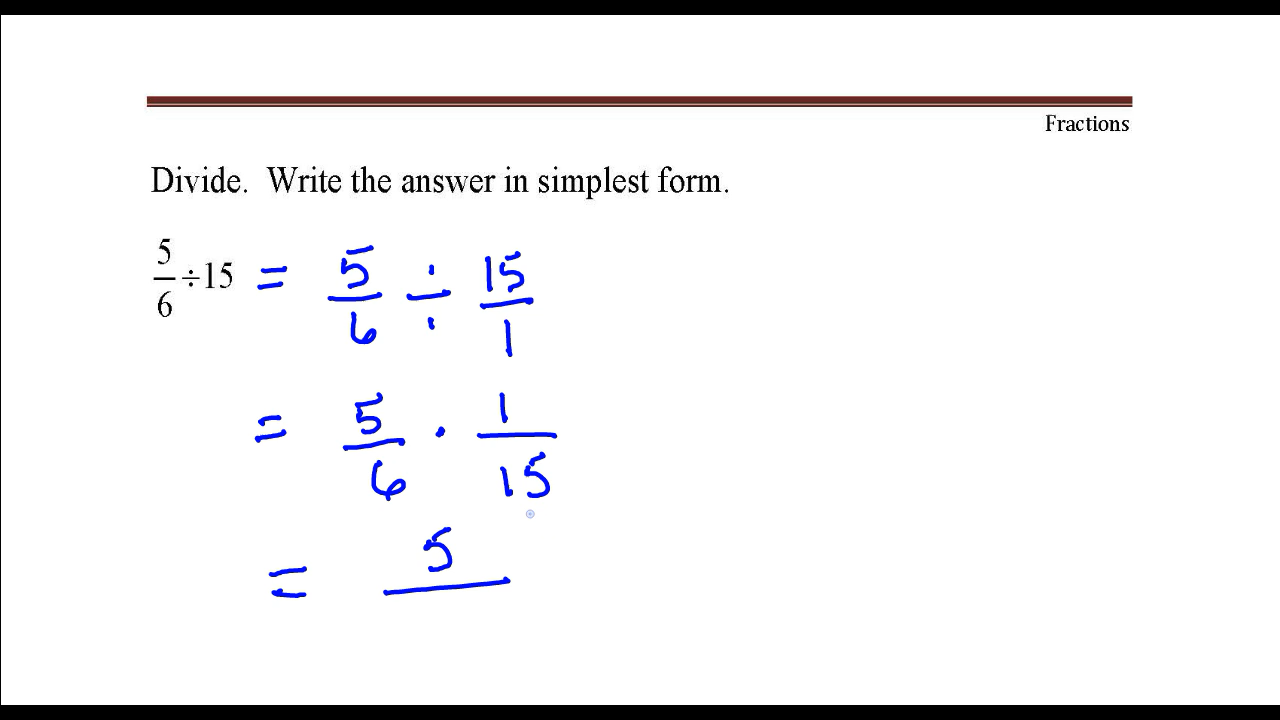 Fractions
Divide. Write the answer in simplest form.
5/6 ÷ 15 = 5/6 ÷ 15/1
= 5/6 · 1/15
= 5/